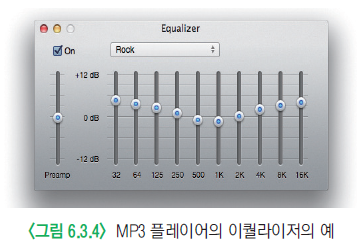 Equalizer
On
Rock
+12 dB
0 dB
-12 dB
Preamp 32 64 125 250 500 1K 2K 4K 8K 16K
〈그림 6.3.4〉 MP3 플레이어의 이퀄라이저의 예